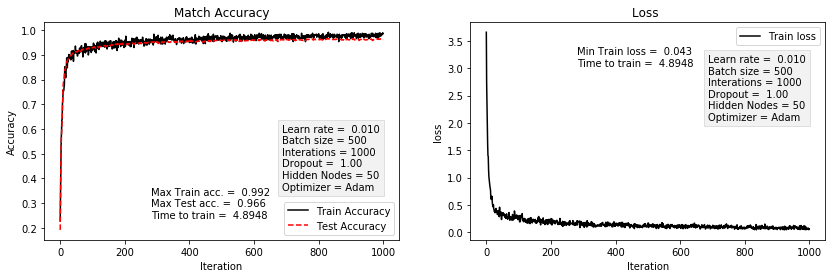 Match Accuracy
1.0
0.9
0.8
0.7
0.6
0.5
0.4
0.3
0.2
Accuracy
Learn rate =  0.010
Batch size = 500
Interations = 1000
Dropout =  1.00
Hidden Nodes = 50
Optimizer = Adam
Max Train acc. =  0.992
Max Test acc. =  0.966
Time to train =  4.8948
Train Accuracy
Test Accuracy
0 200 400 600 800 1000
Iteration
Loss
3.5
3.0
2.5
2.0
1.5
1.0
0.5
0.0
loss
Train loss
Min Train loss =  0.043
Time to train =  4.8948
Learn rate =  0.010
Batch size = 500
Interations = 1000
Dropout =  1.00
Hidden Nodes = 50
Optimizer = Adam
0 200 400 600 800 1000
Iteration